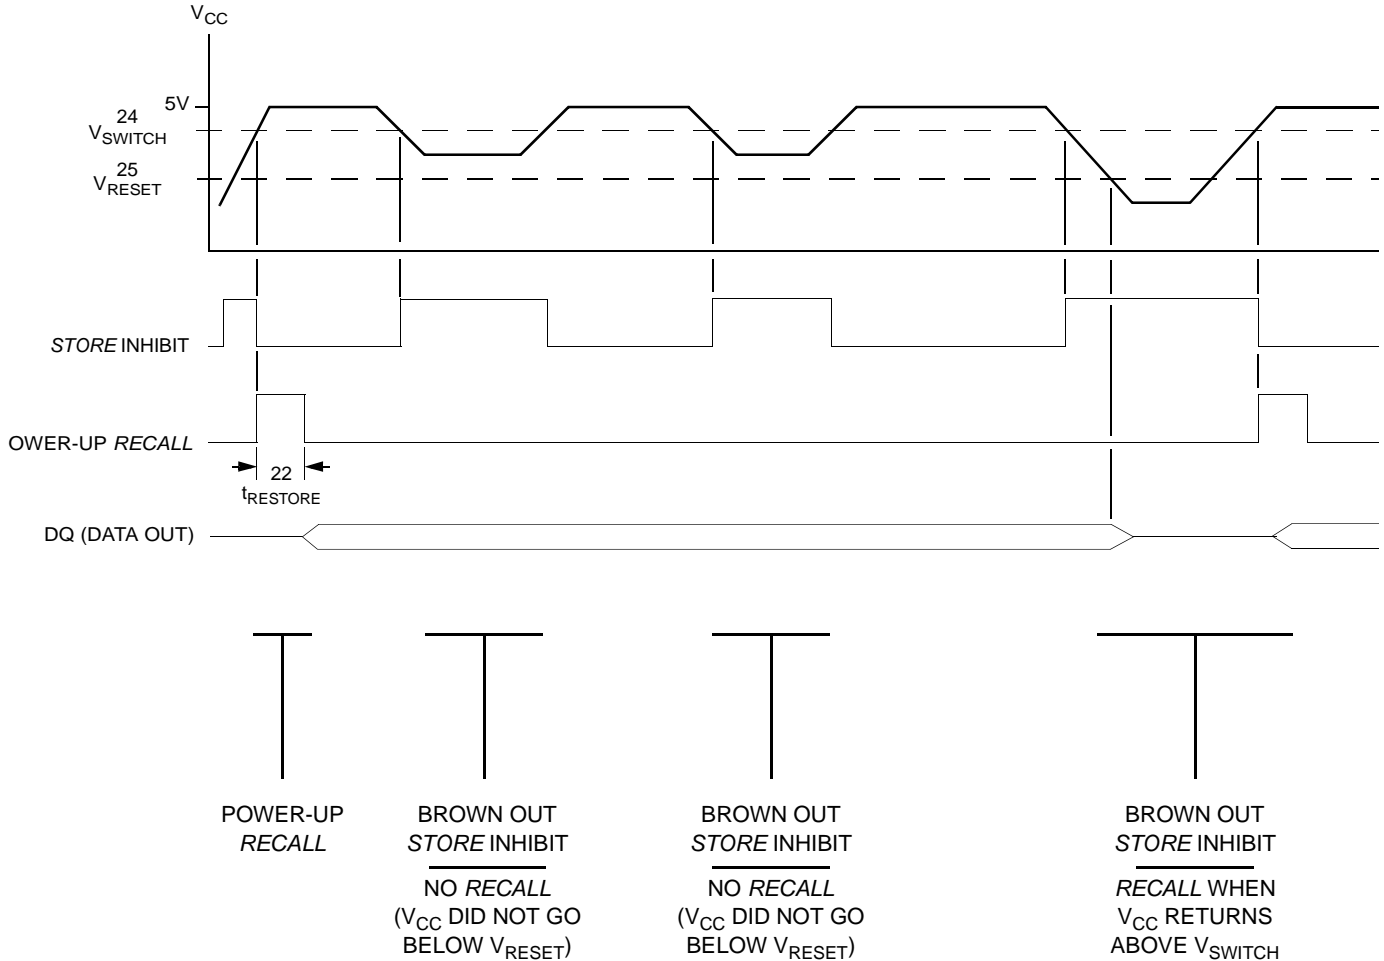 VCC
5V
24
VSWITCH
25
VRESET
STORE INHIBIT
OWER-UP RECALL
22
tRESTORE
DQ (DATA OUT)
POWER-UP
RECALL
BROWN OUT
STORE INHIBIT
NO RECALL
(VCC DID NOT GO
BELOW VRESET)
BROWN OUT
STORE INHIBIT
NO RECALL
(VCC DID NOT GO
BELOW VRESET)
BROWN OUT
STORE INHIBIT
RECALL WHEN
VCC RETURNS
ABOVE VSWITCH